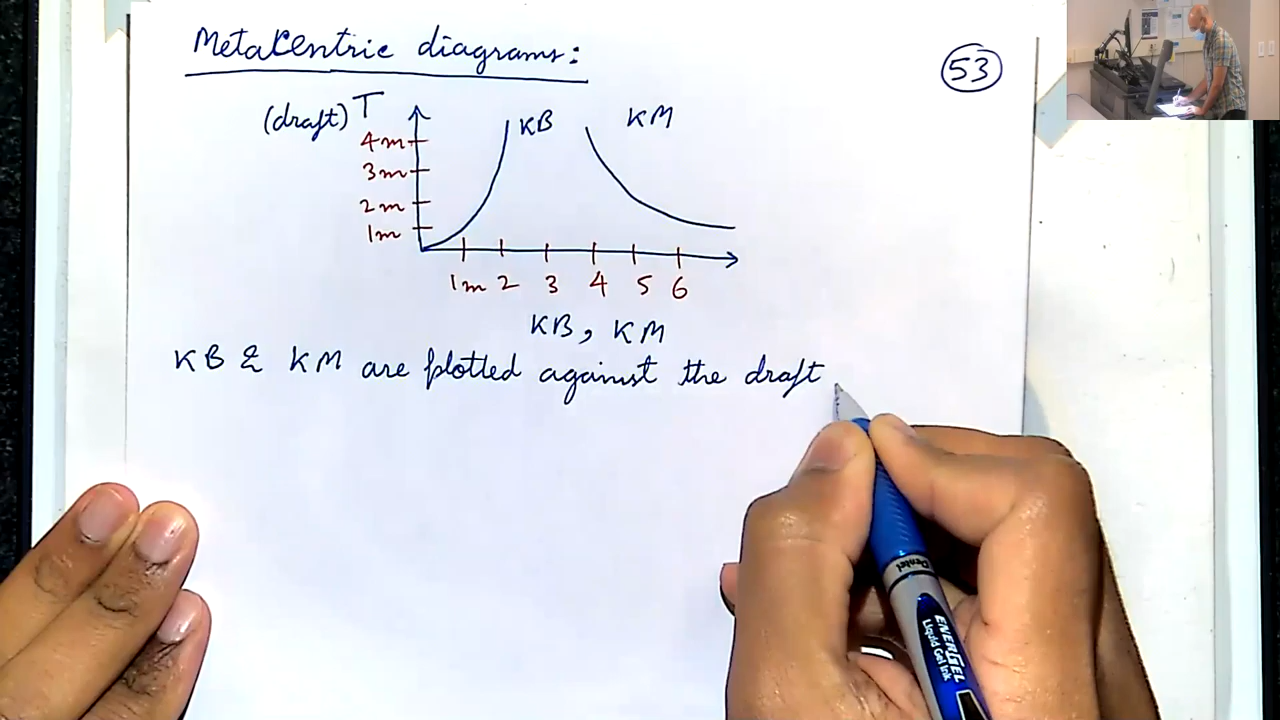 Metacentric diagrams:
53
(draft) T
KB
KM
4m
3m
2m
1m
1m 2 3 4 5 6
KB, KM
KB & KM are plotted against the draft
Pentel
ENERGEL
Liquid Gel Ink